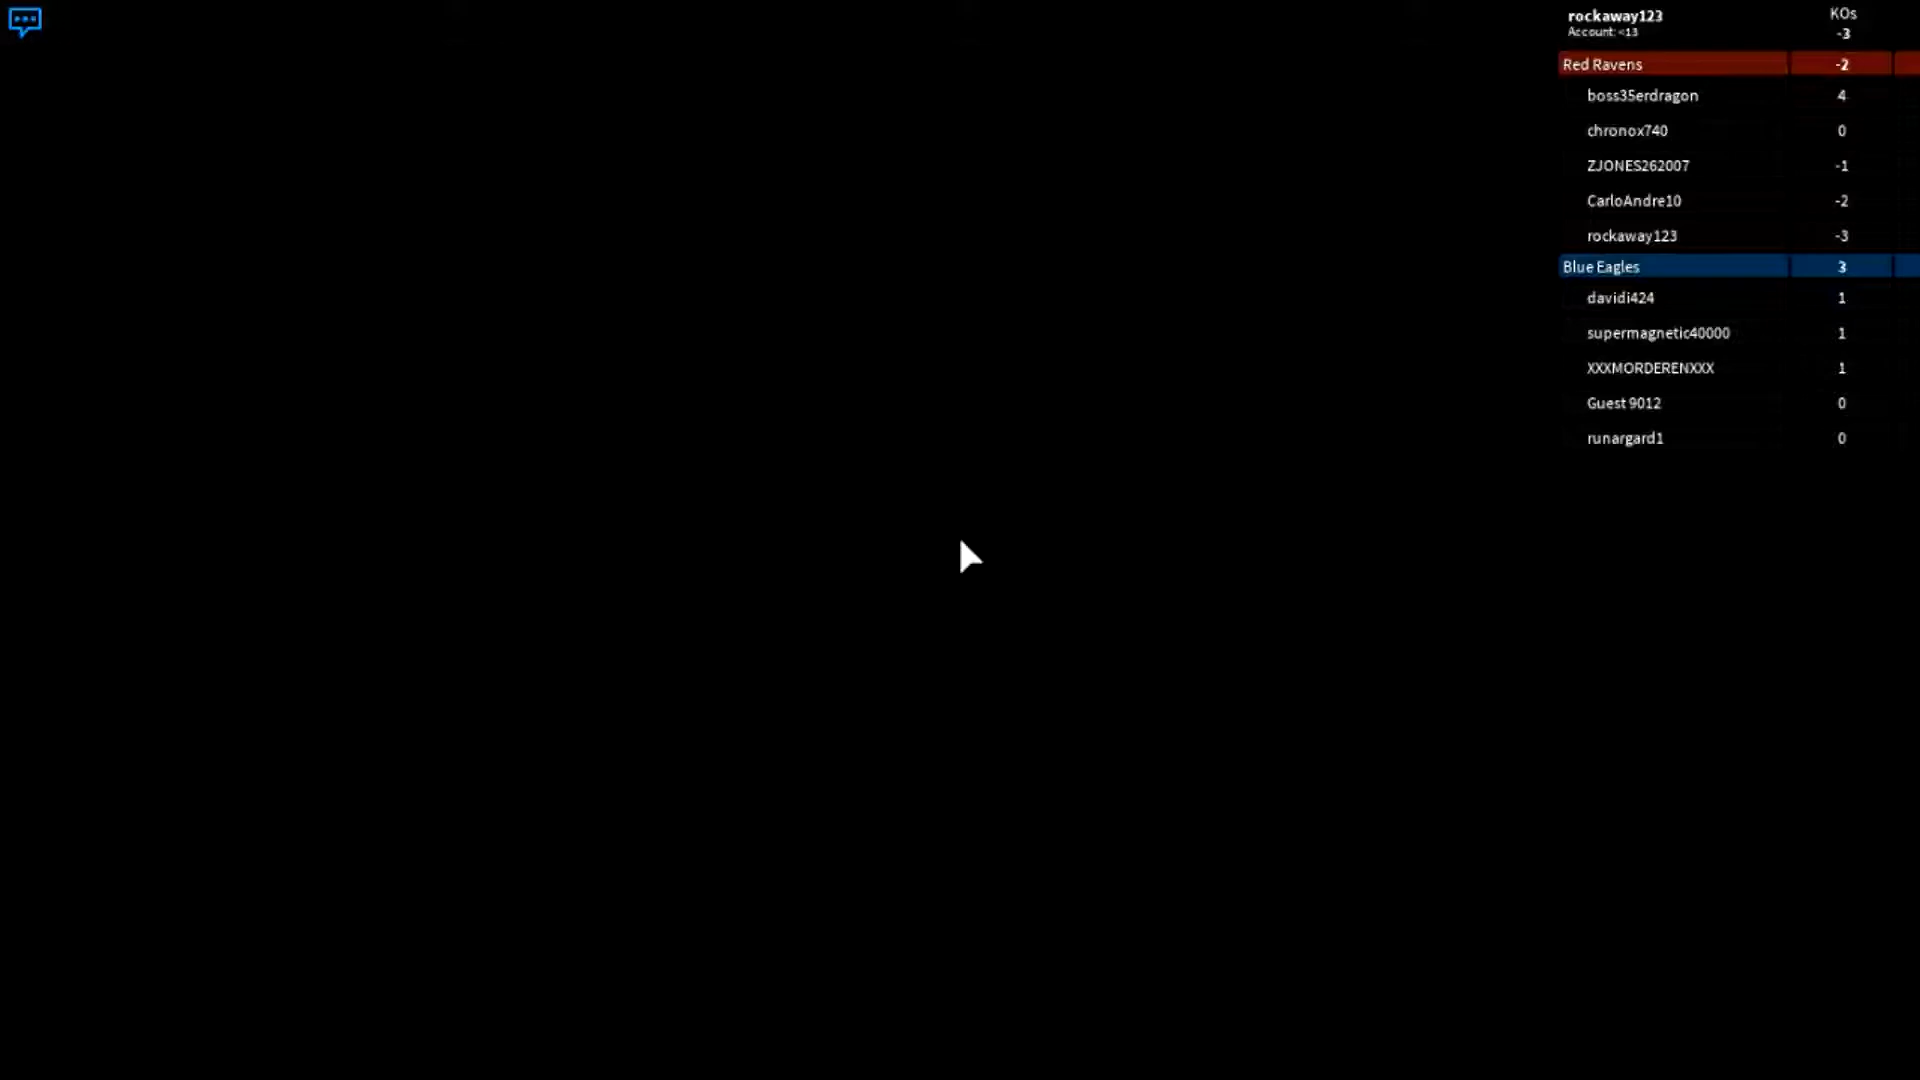 rockaway123 KOs
Account: <13 -3
Red Ravens -2
boss35erdragon 4
chronox740 0
ZJONES262007 -1
CarloAndre10 -2
rockaway123 -3
Blue Eagles 3
davidi424 1
supermagnetic40000 1
XXXMORDERENXXX 1
Guest 9012 0
runargard1 0